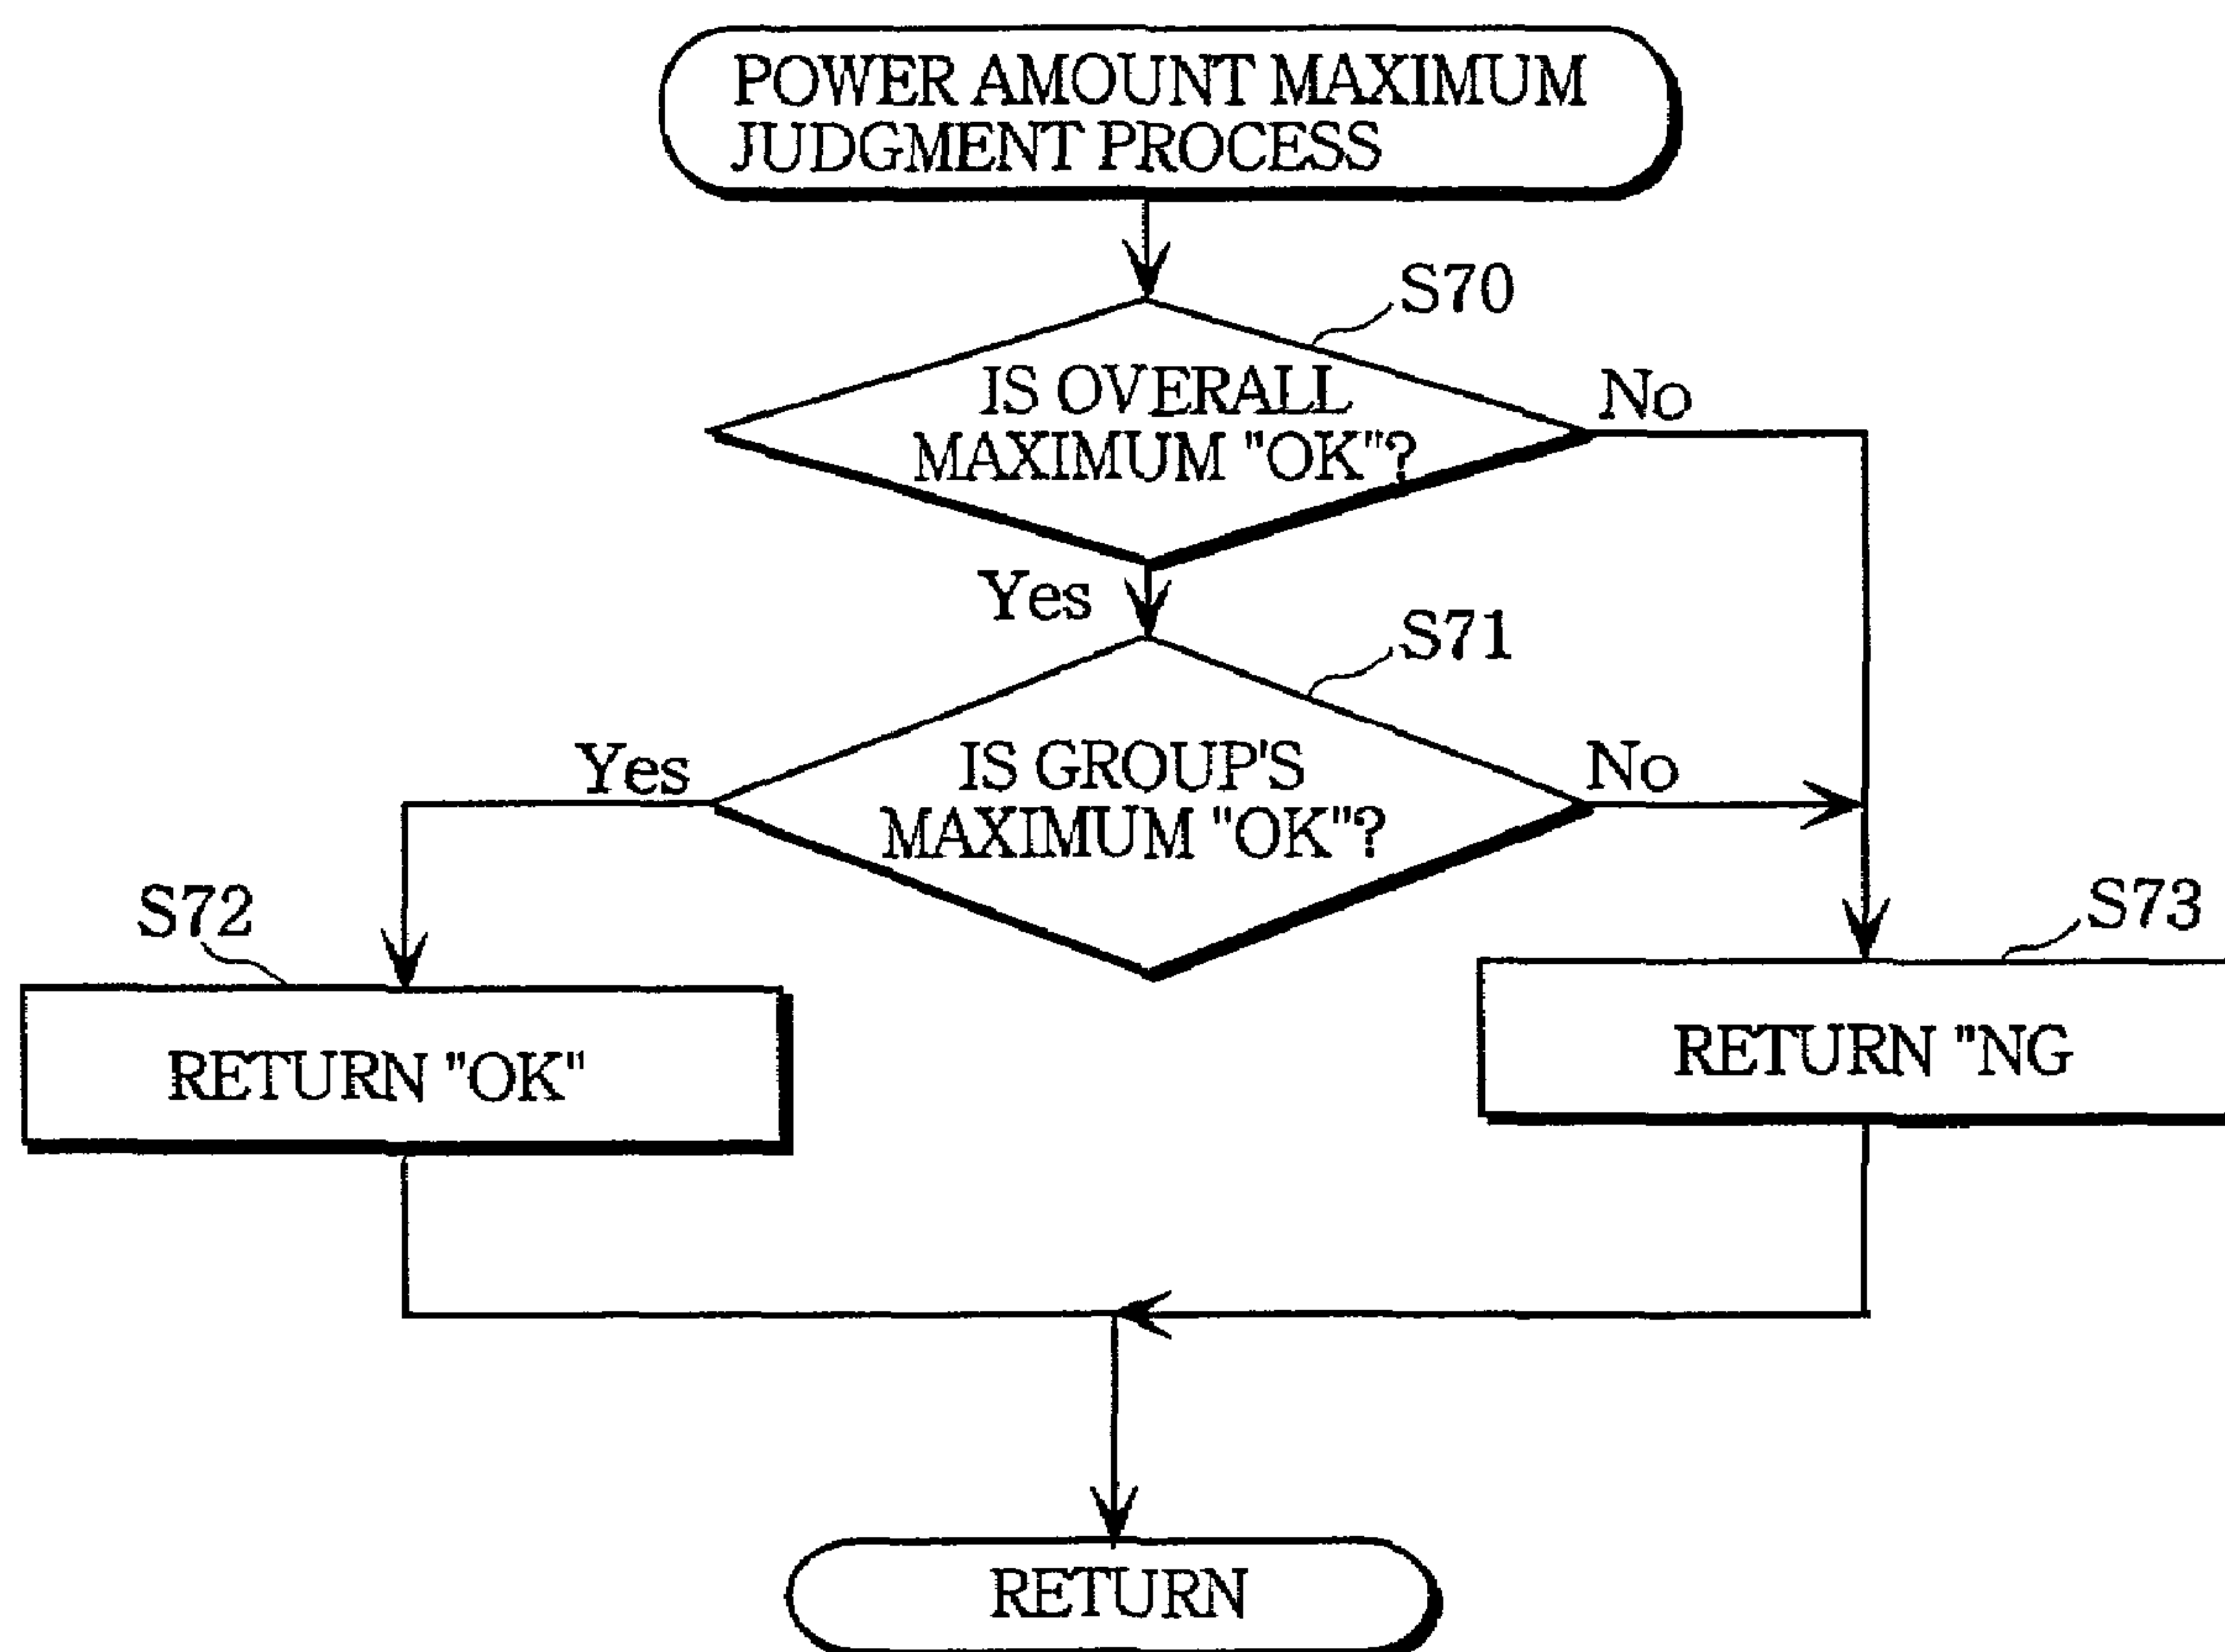 POWER AMOUNT MAXIMUM
JUDGMENT PROCESS
S70
IS OVERALL
MAXIMUM "OK"?
No
Yes
S71
IS GROUP'S
MAXIMUM "OK"?
Yes
No
S72
RETURN "OK"
S73
RETURN "NG
RETURN